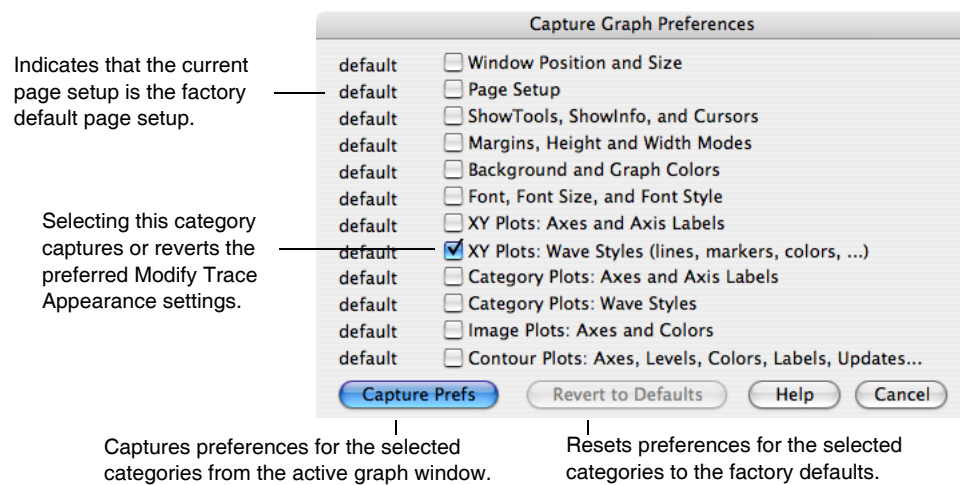 Capture Graph Preferences
Indicates that the current
page setup is the factory
default page setup.
default Window Position and Size
default Page Setup
default ShowTools, ShowInfo, and Cursors
default Margins, Height and Width Modes
default Background and Graph Colors
default Font, Font Size, and Font Style
default XY Plots: Axes and Axis Labels
default XY Plots: Wave Styles (lines, markers, colors, ...)
default Category Plots: Axes and Axis Labels
default Category Plots: Wave Styles
default Image Plots: Axes and Colors
default Contour Plots: Axes, Levels, Colors, Labels, Updates...
Selecting this category
captures or reverts the
preferred Modify Trace
Appearance settings.
Capture Prefs Revert to Defaults Help Cancel
Captures preferences for the selected
categories from the active graph window.
Resets preferences for the selected
categories to the factory defaults.